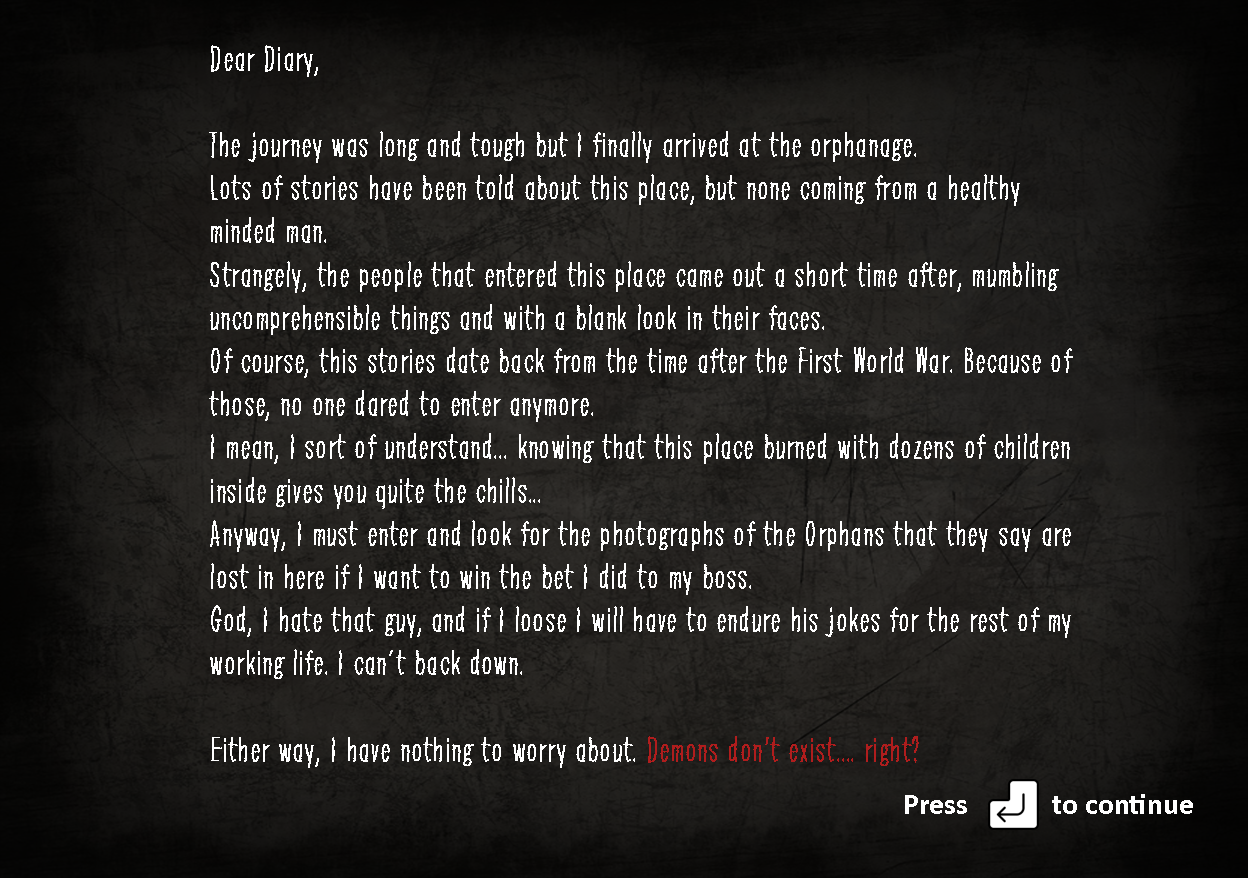 Dear Diary,
The journey was long and tough but I finally arrived at the orphanage.
Lots of stories have been told about this place, but none coming from a healthy
minded man.
Strangely, the people that entered this place came out a short time after, mumbling
uncomprehensible things and with a blank look in their faces.
Of course, this stories date back from the time after the First World War. Because of
those, no one dared to enter anymore.
I mean, I sort of understand... knowing that this place burned with dozens of children
inside gives you quite the chills...
Anyway, I must enter and look for the photographs of the Orphans that they say are
lost in here if I want to win the bet I did to my boss.
God, I hate that guy, and if I loose I will have to endure his jokes for the rest of my
working life. I can't back down.
Either way, I have nothing to worry about. Demons don't exist.... right?
Press to continue